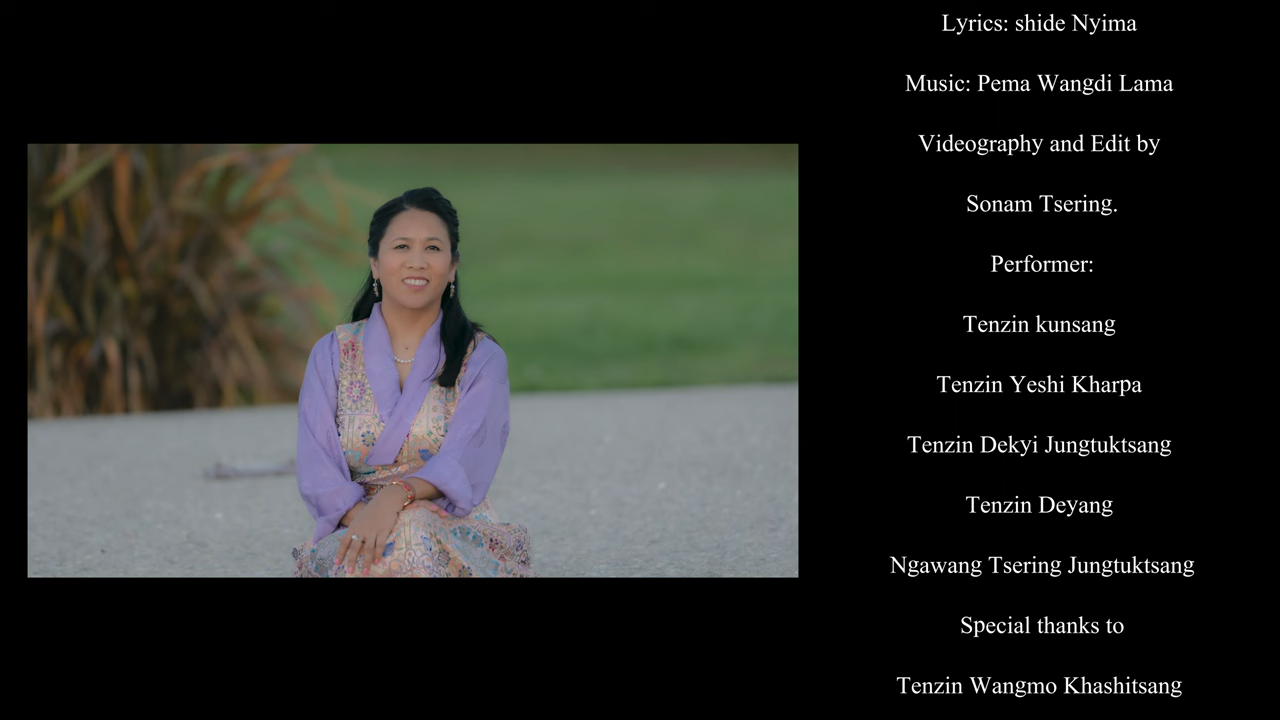 Lyrics: shide Nyima
Music: Pema Wangdi Lama
Videography and Edit by
Sonam Tsering.
Performer:
Tenzin kunsang
Tenzin Yeshi Kharpa
Tenzin Dekyi Jungtuktsang
Tenzin Deyang
Ngawang Tsering Jungtuktsang
Special thanks to
Tenzin Wangmo Khashitsang